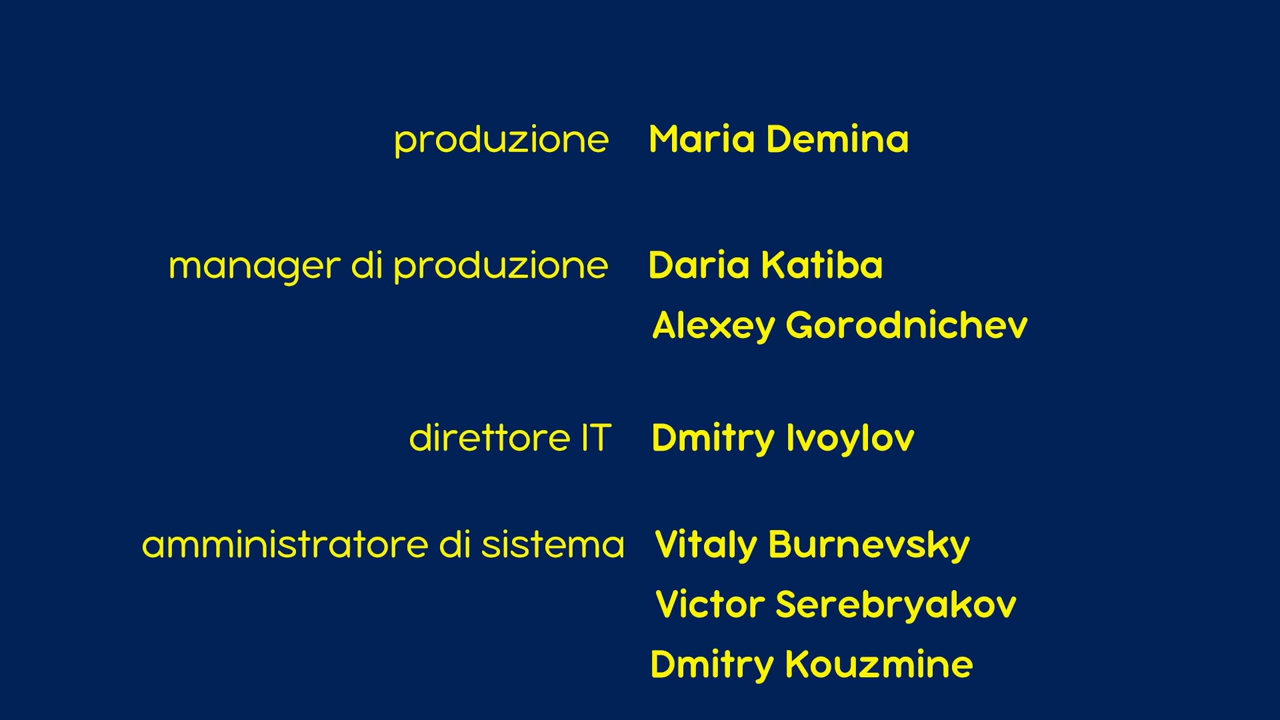 produzione Maria Demina
manager di produzione Daria Katiba
Alexey Gorodnichev
direttore IT Dmitry Ivoylov
amministratore di sistema Vitaly Burnevsky
Victor Serebryakov
Dmitry Kouzmine